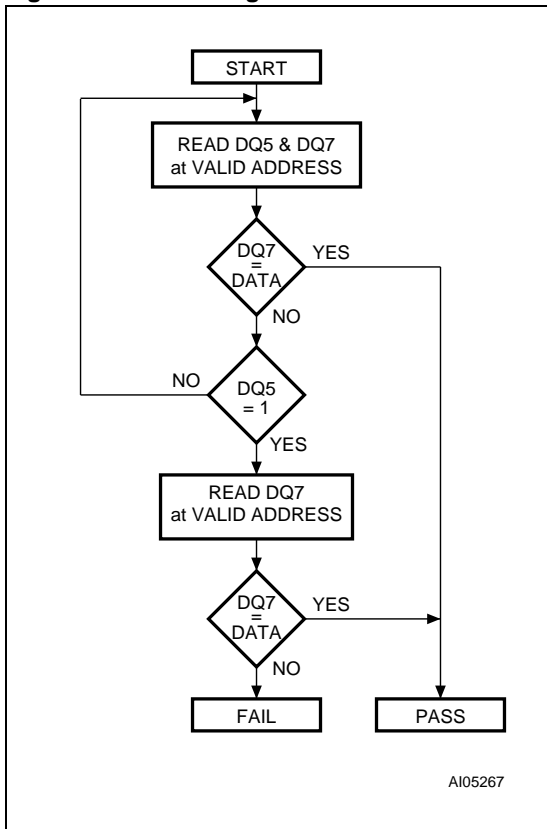 START
READ DQ5 & DQ7
at VALID ADDRESS
DQ7
=
DATA
YES
NO
DQ5
= 1
NO
YES
READ DQ7
at VALID ADDRESS
DQ7
=
DATA
YES
NO
FAIL
PASS
AI05267